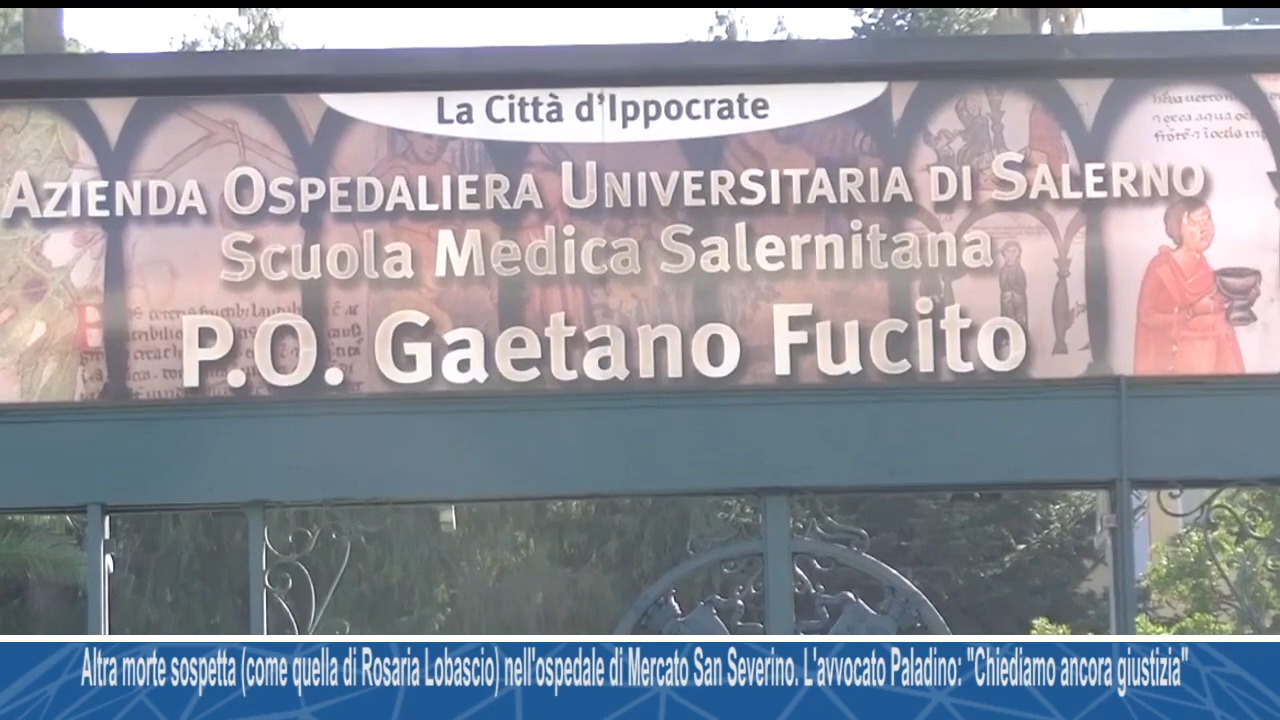 La Città d'Ippocrate
AZIENDA OSPEDALIERA UNIVERSITARIA DI SALERNO
Scuola Medica Salernitana
P.O. Gaetano Fucito
Altra morte sospetta (come quella di Rosaria Lobascio) nell'ospedale di Mercato San Severino. L'avvocato Paladino: "Chiediamo ancora giustizia"